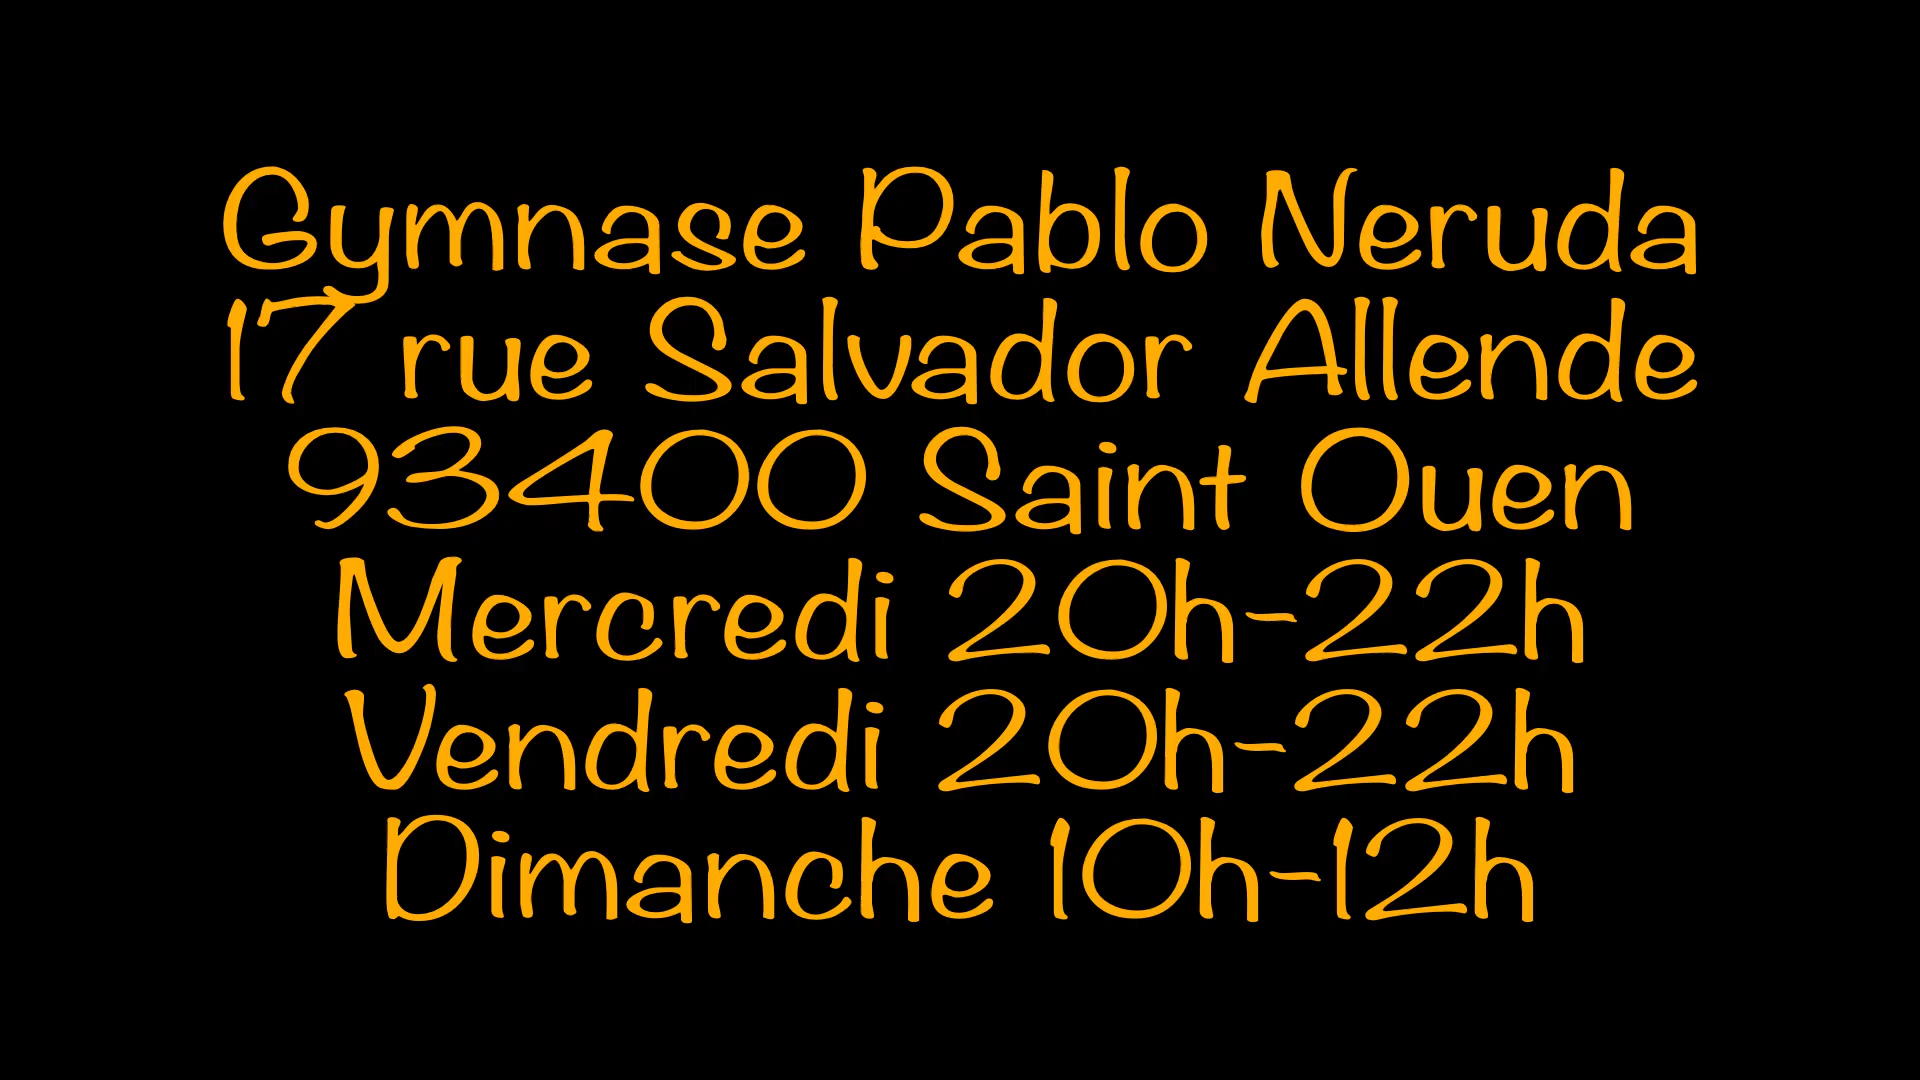 Gymnase Pablo Neruda
17 rue Salvador Allende
93400 Saint Ouen
Mercredi 20h-22h
Vendredi 20h-22h
Dimanche 10h-12h